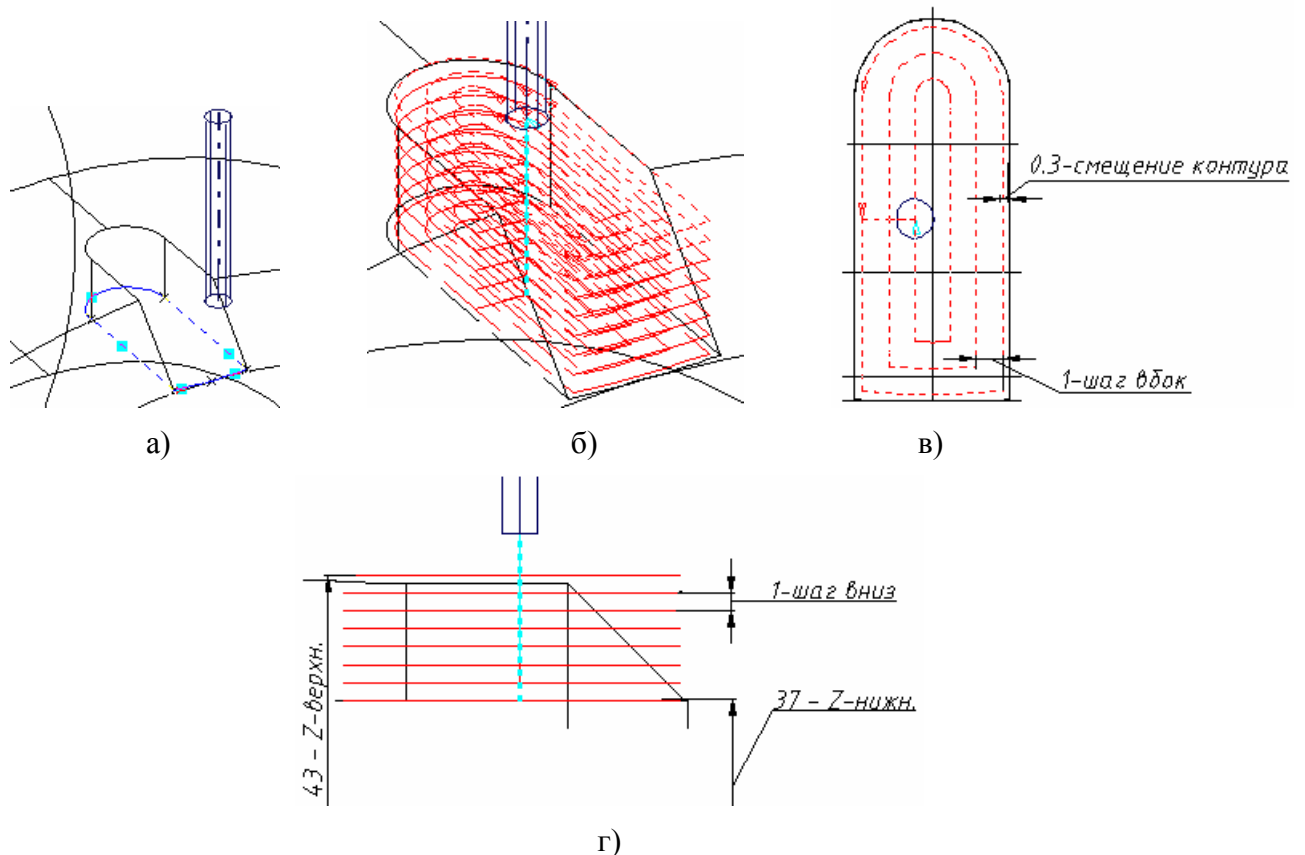 0.3-смещение контура
1-шаг вбок
а)
б)
в)
1-шаг вниз
43 - Z-верхн.
37 - Z-нижн.
г)